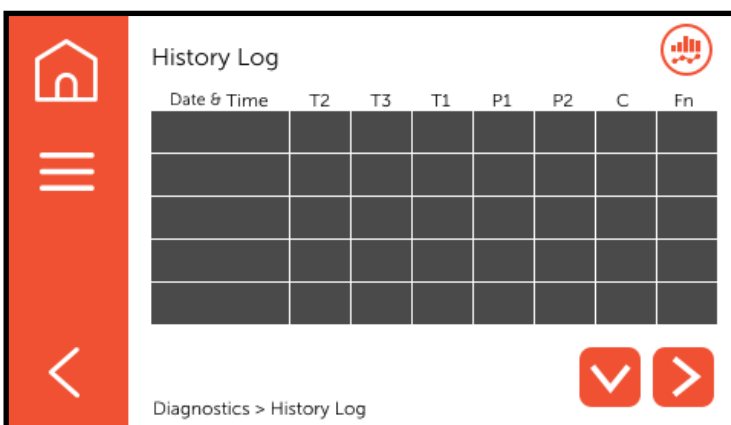 History Log
Date & Time T2 T3 T1 P1 P2 C Fn
Diagnostics > History Log